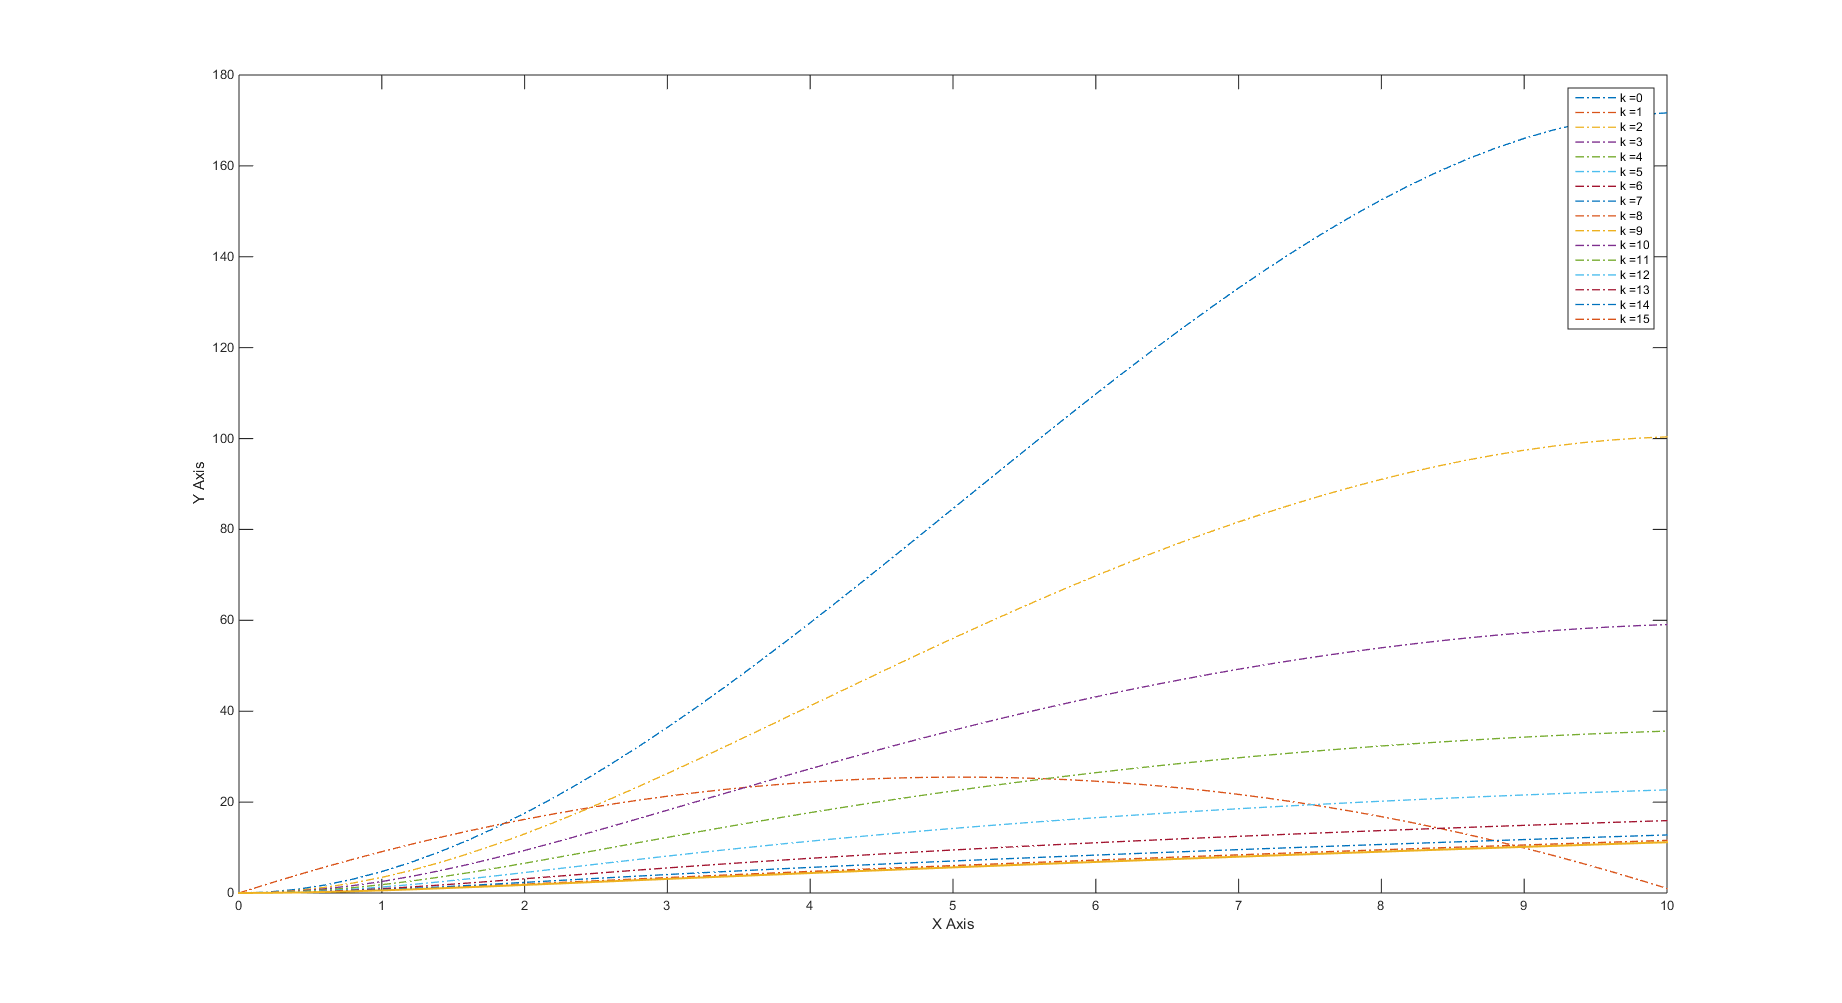 180
160
140
120
100
80
60
40
20
0
Y Axis
k =0
k =1
k =2
k =3
k =4
k =5
k =6
k =7
k =8
k =9
k =10
k =11
k =12
k =13
k =14
k =15
0 1 2 3 4 5 6 7 8 9 10
X Axis